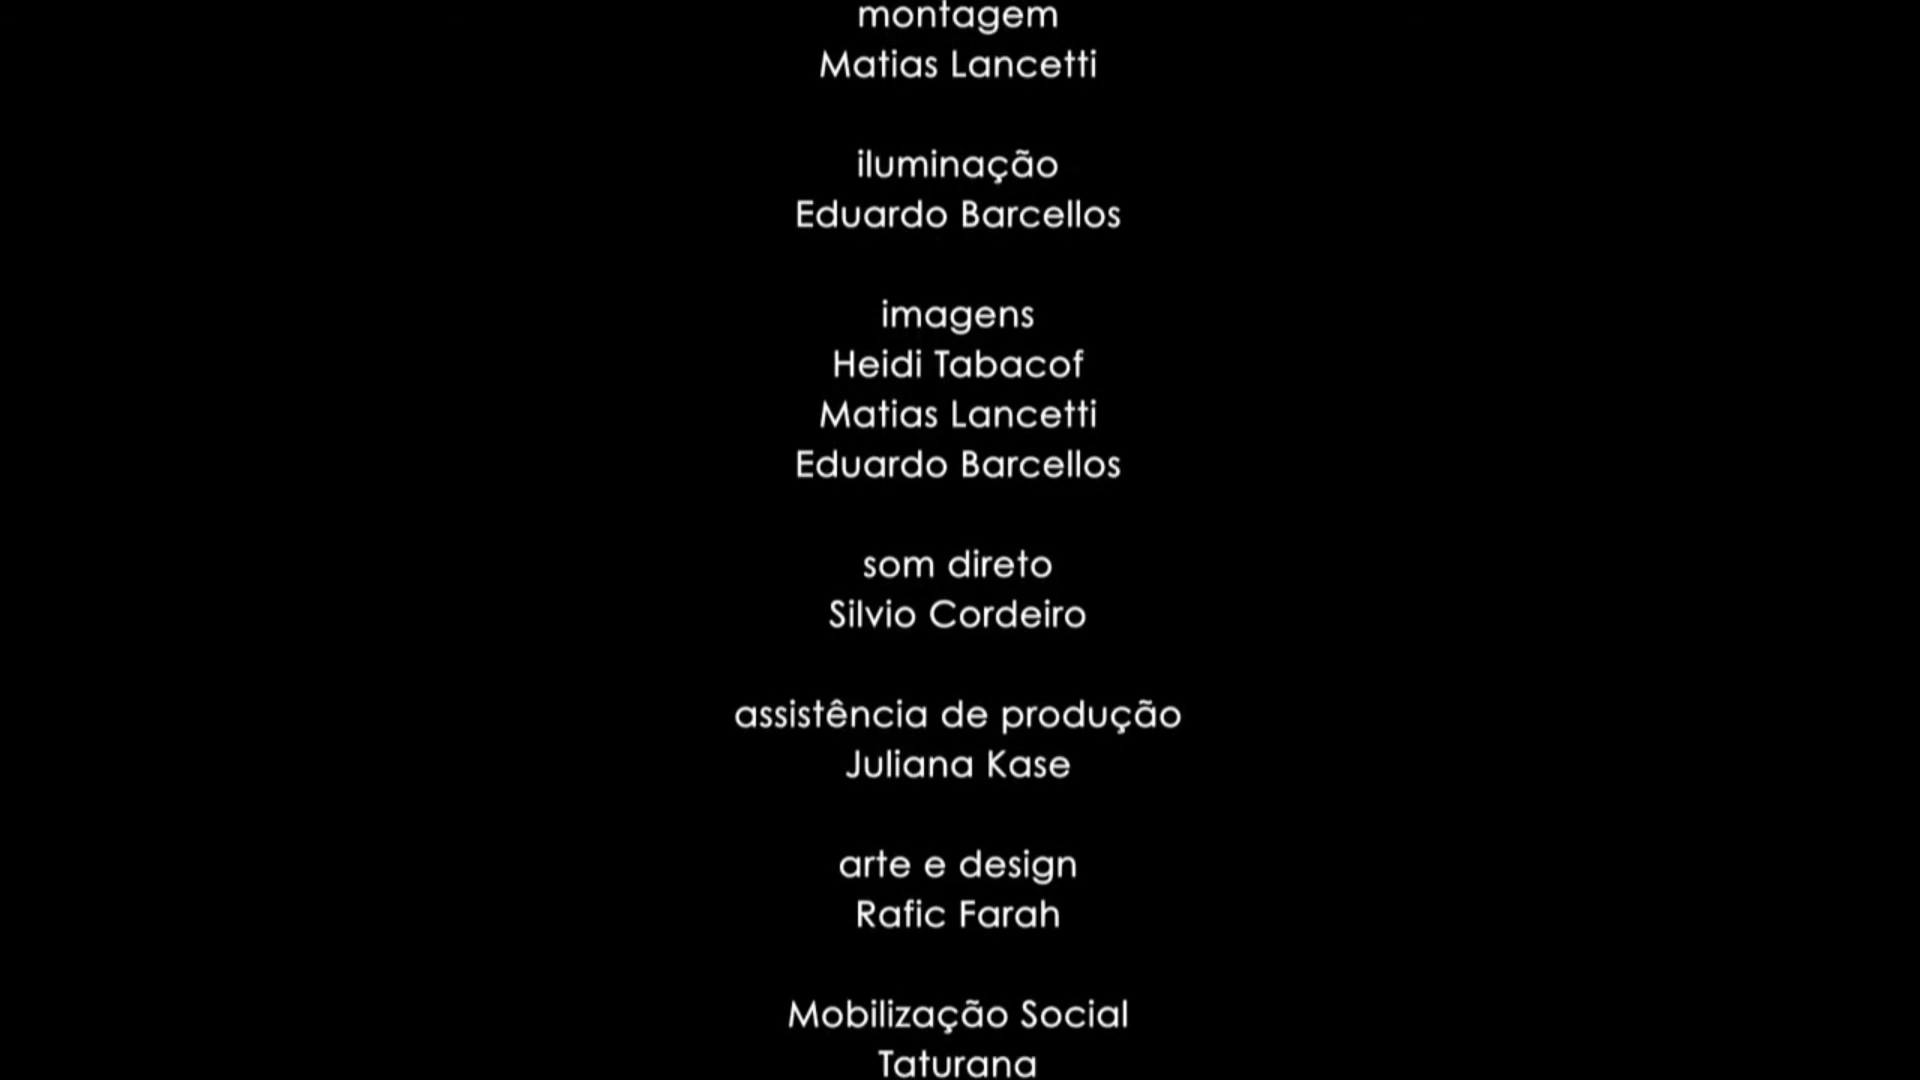 montagem
Matias Lancetti
iluminação
Eduardo Barcellos
imagens
Heidi Tabacof
Matias Lancetti
Eduardo Barcellos
som direto
Silvio Cordeiro
assistência de produção
Juliana Kase
arte e design
Rafic Farah
Mobilização Social
Taturana